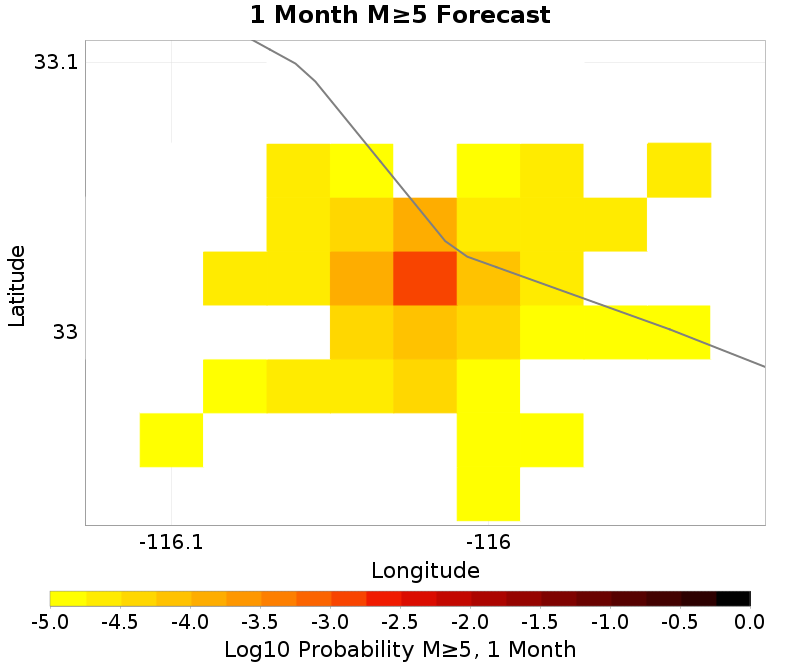 1 Month M≥5 Forecast
33.1
33
Latitude
-116.1 -116
Longitude
-5.0 -4.5 -4.0 -3.5 -3.0 -2.5 -2.0 -1.5 -1.0 -0.5 0.0
Log10 Probability M≥5, 1 Month